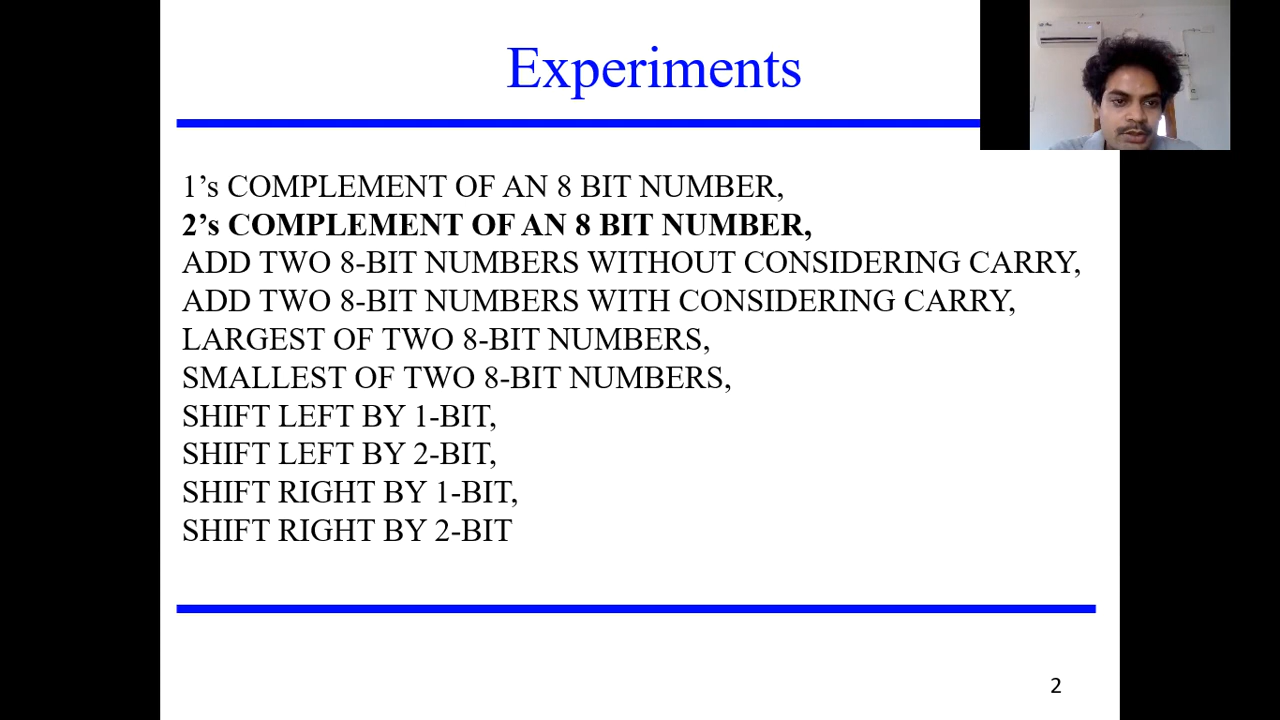 Experiments
1’s COMPLEMENT OF AN 8 BIT NUMBER,
2’s COMPLEMENT OF AN 8 BIT NUMBER,
ADD TWO 8-BIT NUMBERS WITHOUT CONSIDERING CARRY,
ADD TWO 8-BIT NUMBERS WITH CONSIDERING CARRY,
LARGEST OF TWO 8-BIT NUMBERS,
SMALLEST OF TWO 8-BIT NUMBERS,
SHIFT LEFT BY 1-BIT,
SHIFT LEFT BY 2-BIT,
SHIFT RIGHT BY 1-BIT,
SHIFT RIGHT BY 2-BIT
2